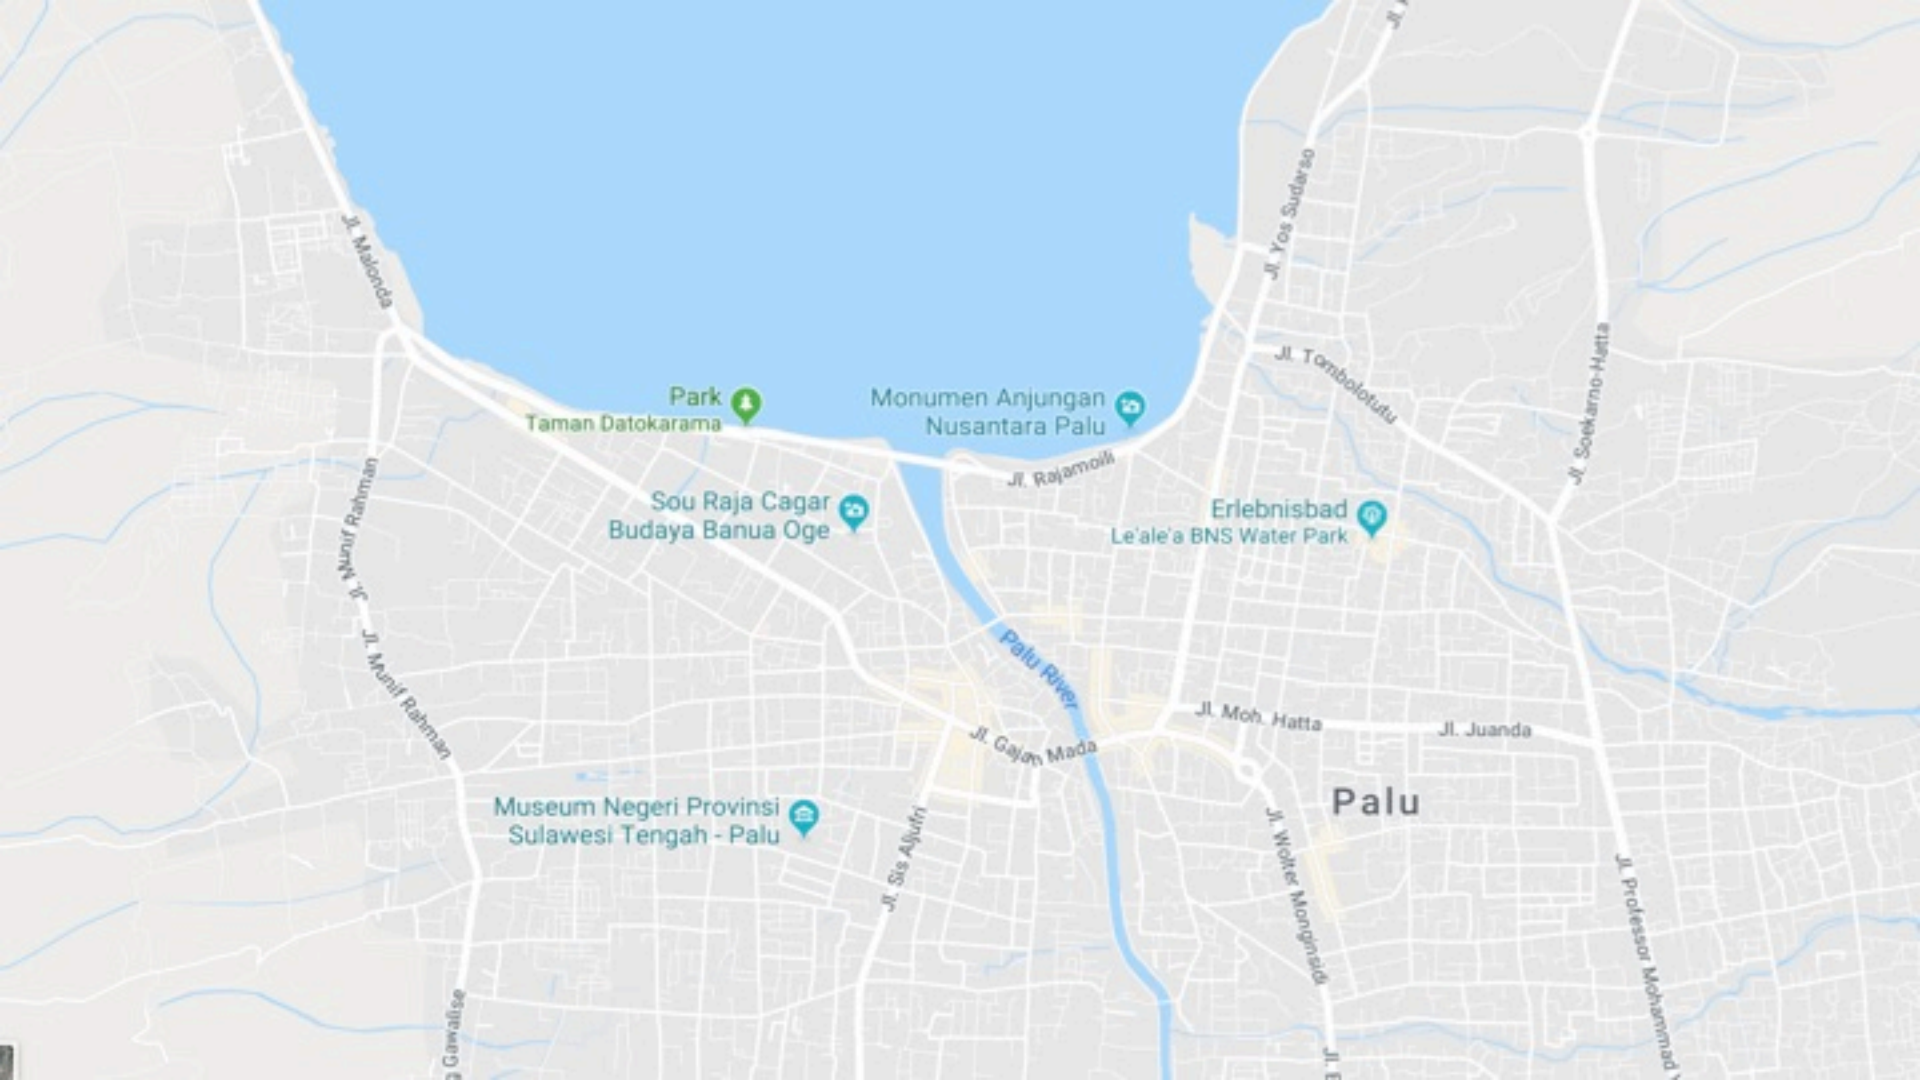 Jl. Malonda
Jl. Yos Sudarso
Jl. Tombolotutu
Jl. Soekarno-Hatta
Park
Taman Datokarama
Monumen Anjungan
Nusantara Palu
Jl. Rajamoili
Jl. Munif Rahman
Sou Raja Cagar
Budaya Banua Oge
Erlebnisbad
Le'ale'a BNS Water Park
Jl. Munif Rahman
Palu River
Jl. Moh. Hatta
Jl. Juanda
Jl. Gajah Mada
Palu
Museum Negeri Provinsi
Sulawesi Tengah - Palu
Jl. Sis Aljufri
Jl. Wolter Monginsidi
Jl. Professor Mohammad
Gawalise
Jl.